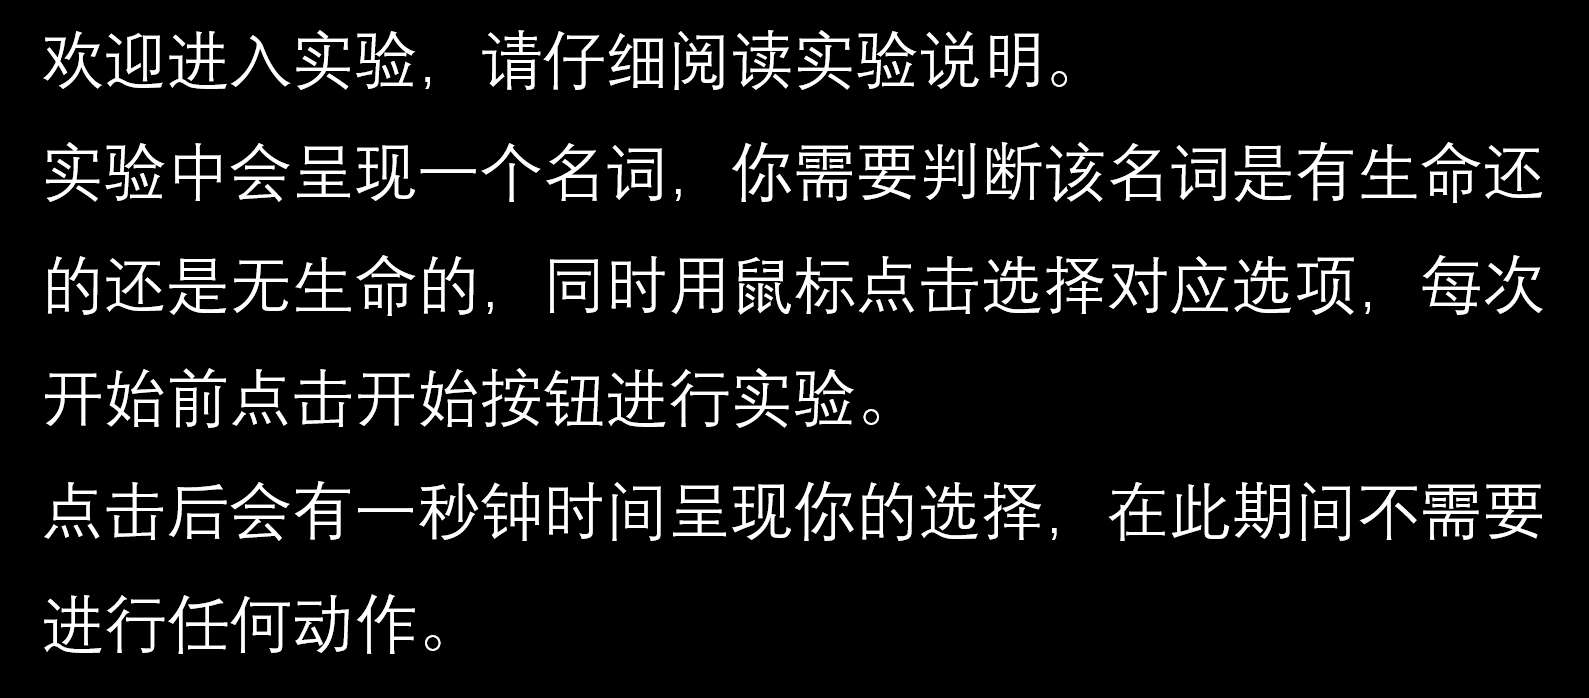 欢迎进入实验，请仔细阅读实验说明。
实验中会呈现一个名词，你需要判断该名词是有生命还
的还是无生命的，同时用鼠标点击选择对应选项，每次
开始前点击开始按钮进行实验。
点击后会有一秒钟时间呈现你的选择，在此期间不需要
进行任何动作。